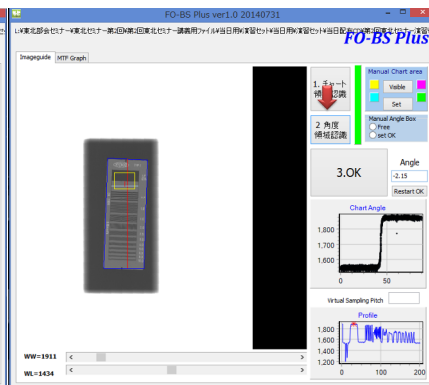 FO-BS Plus ver1.0 20140731
FO-BS Plus
Imageguide
MTF Graph
1. チャート
領域認識
2 角度
領域認識
Manual Chart area
Visible
Set
Manual Angle Box
Free
set OK
3.OK
Angle
-2.15
Restart OK
Chart Angle
1,800
1,700
1,600
0 50
Virtual Sampling Pitch
Profile
1,800
1,600
1,400
1,200
0 100 200
WW=1911
WL=1434